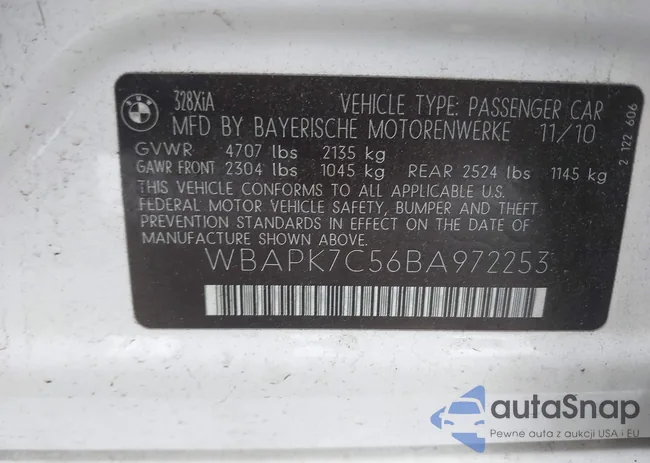 328XiA
VEHICLE TYPE: PASSENGER CAR
MFD BY BAYERISCHE MOTORENWERKE 11/10
GVWR 4707 lbs 2135 kg
GAWR FRONT 2304 lbs 1045 kg REAR 2524 lbs 1145 kg
THIS VEHICLE CONFORMS TO ALL APPLICABLE U.S.
FEDERAL MOTOR VEHICLE SAFETY, BUMPER AND THEFT
PREVENTION STANDARDS IN EFFECT ON THE DATE OF
MANUFACTURE SHOWN ABOVE.
WBAPK7C56BA972253
2 122 606
autaSnap
Pewne auta z aukcji USA i EU